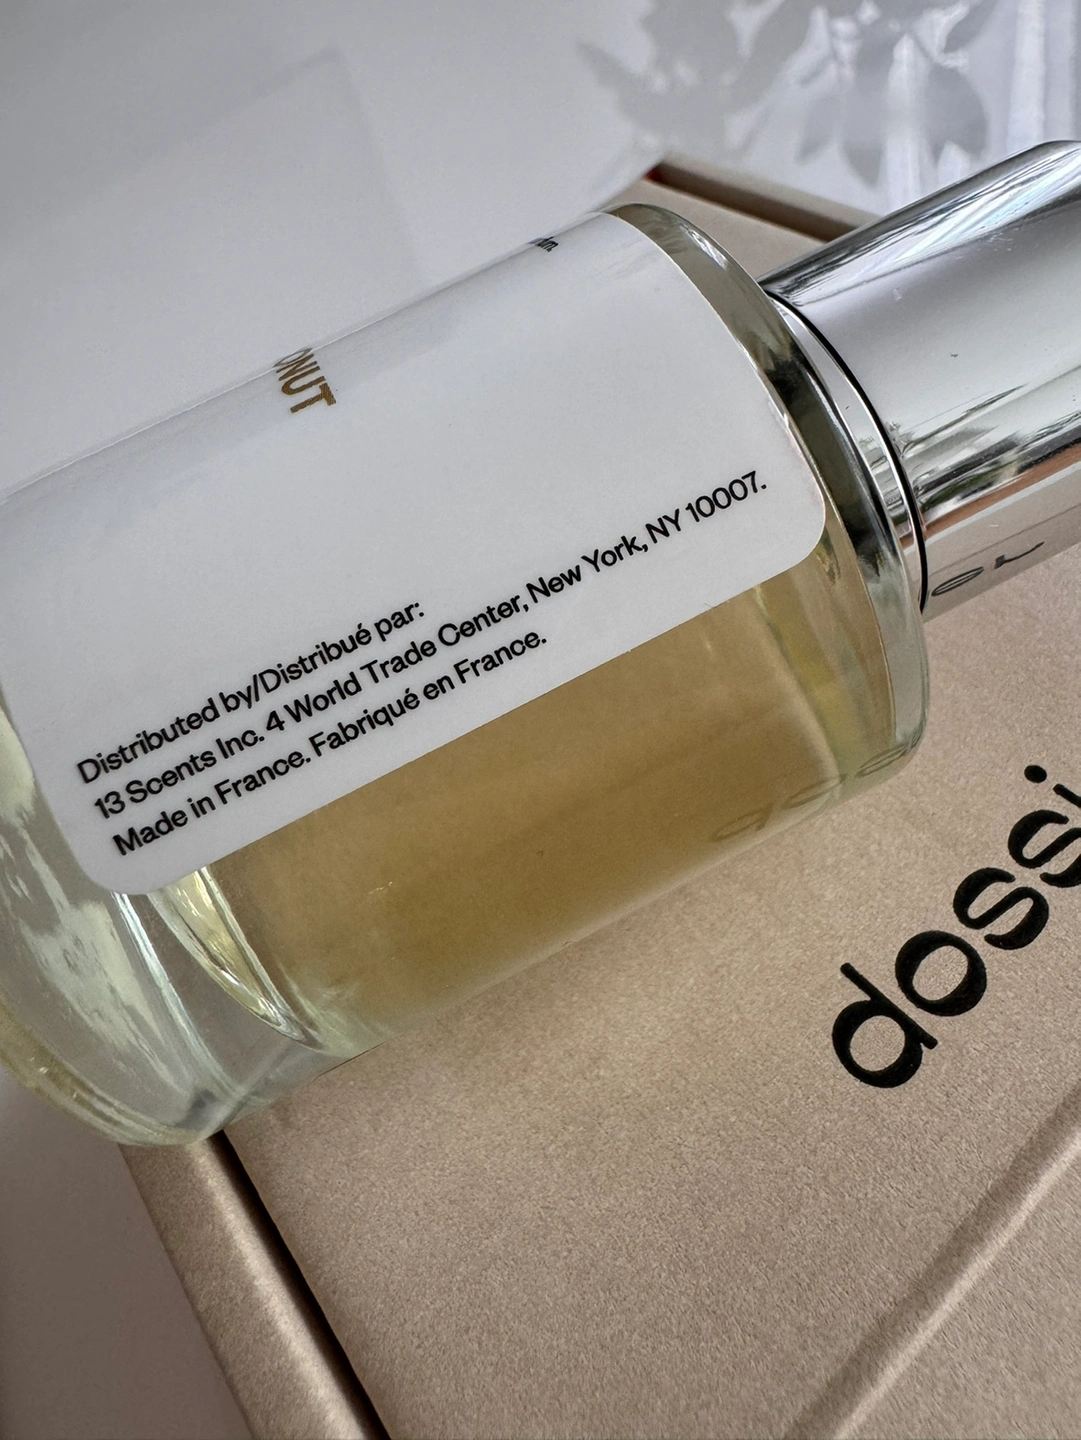 ONUT
Distributed by/Distribué par:
13 Scents Inc. 4 World Trade Center, New York, NY 10007.
Made in France. Fabriqué en France.
dossi